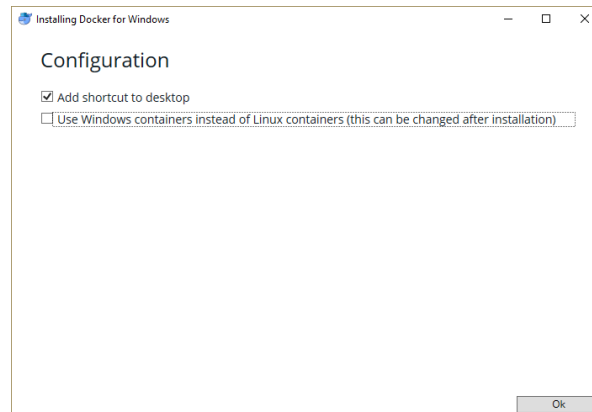 Installing Docker for Windows
Configuration
Add shortcut to desktop
Use Windows containers instead of Linux containers (this can be changed after installation)
Ok